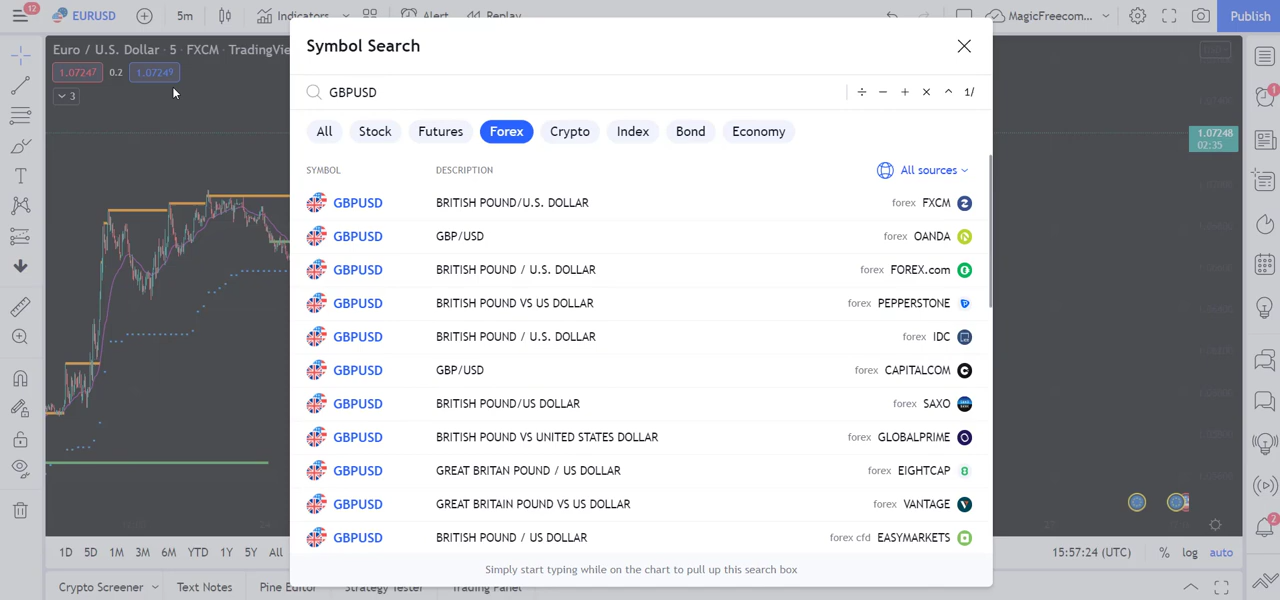 12
EURUSD
5m
Indicators
Alert
Replay
MagicFreecom...
Publish
Euro / U.S. Dollar · 5 · FXCM · TradingVie
1.07247
0.2
1.07249
3
Symbol Search
GBPUSD
÷ − + × ^ 1/
All Stock Futures Forex Crypto Index Bond Economy
SYMBOL DESCRIPTION All sources
GBPUSD BRITISH POUND/U.S. DOLLAR forex FXCM
GBPUSD GBP/USD forex OANDA
GBPUSD BRITISH POUND / U.S. DOLLAR forex FOREX.com
GBPUSD BRITISH POUND VS US DOLLAR forex PEPPERSTONE
GBPUSD BRITISH POUND / U.S. DOLLAR forex IDC
GBPUSD GBP/USD forex CAPITALCOM
GBPUSD BRITISH POUND/US DOLLAR forex SAXO
GBPUSD BRITISH POUND VS UNITED STATES DOLLAR forex GLOBALPRIME
GBPUSD GREAT BRITAN POUND / US DOLLAR forex EIGHTCAP
GBPUSD GREAT BRITAIN POUND VS US DOLLAR forex VANTAGE
GBPUSD BRITISH POUND / US DOLLAR forex cfd EASYMARKETS
Simply start typing while on the chart to pull up this search box
1.07248
02:35
1
2
1D 5D 1M 3M 6M YTD 1Y 5Y All
15:57:24 (UTC) % log auto
Crypto Screener Text Notes Pine Editor Strategy Tester Trading Panel